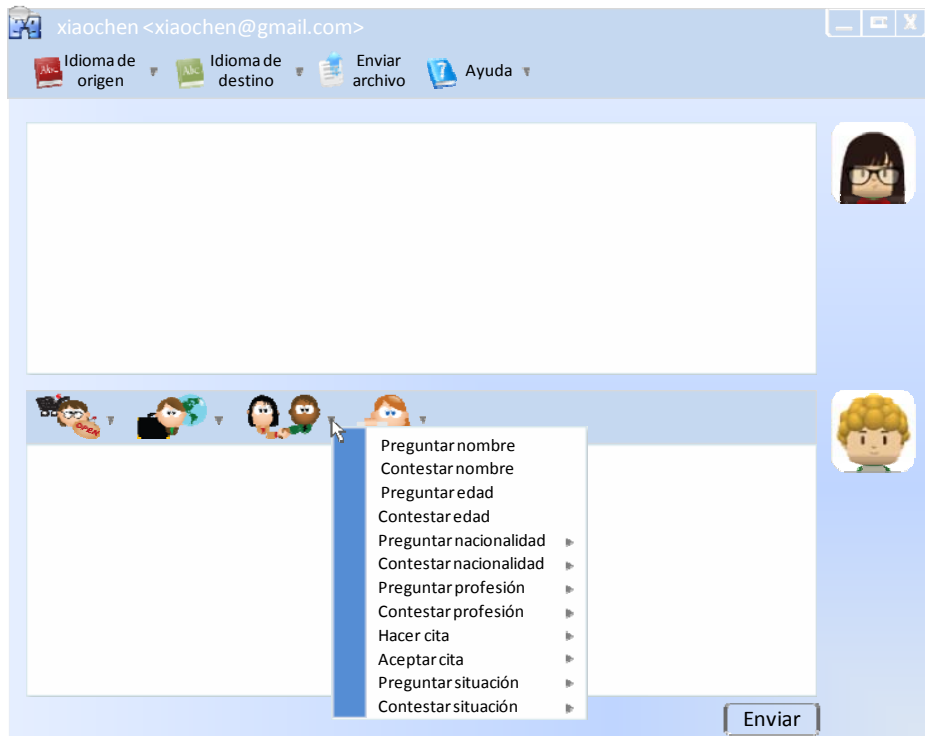 xiaochen <xiaochen@gmail.com>
Idioma de origen
Idioma de destino
Enviar archivo
Ayuda
OPEN
Preguntar nombre
Contestar nombre
Preguntar edad
Contestar edad
Preguntar nacionalidad
Contestar nacionalidad
Preguntar profesión
Contestar profesión
Hacer cita
Aceptar cita
Preguntar situación
Contestar situación
Enviar